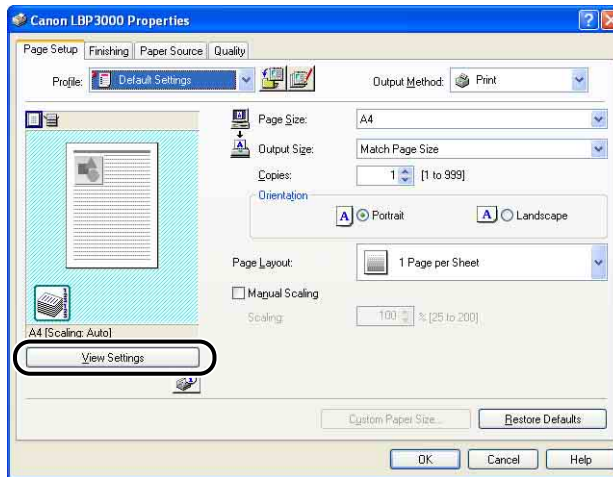 Canon LBP3000 Properties
Page Setup Finishing Paper Source Quality
Profile: Default Settings Output Method: Print
Page Size: A4
Output Size: Match Page Size
Copies: 1 [1 to 999]
Orientation
A Portrait A Landscape
Page Layout: 1 Page per Sheet
Manual Scaling
Scaling: 100 % [25 to 200]
A4 [Scaling: Auto]
View Settings
Custom Paper Size... Restore Defaults
OK Cancel Help